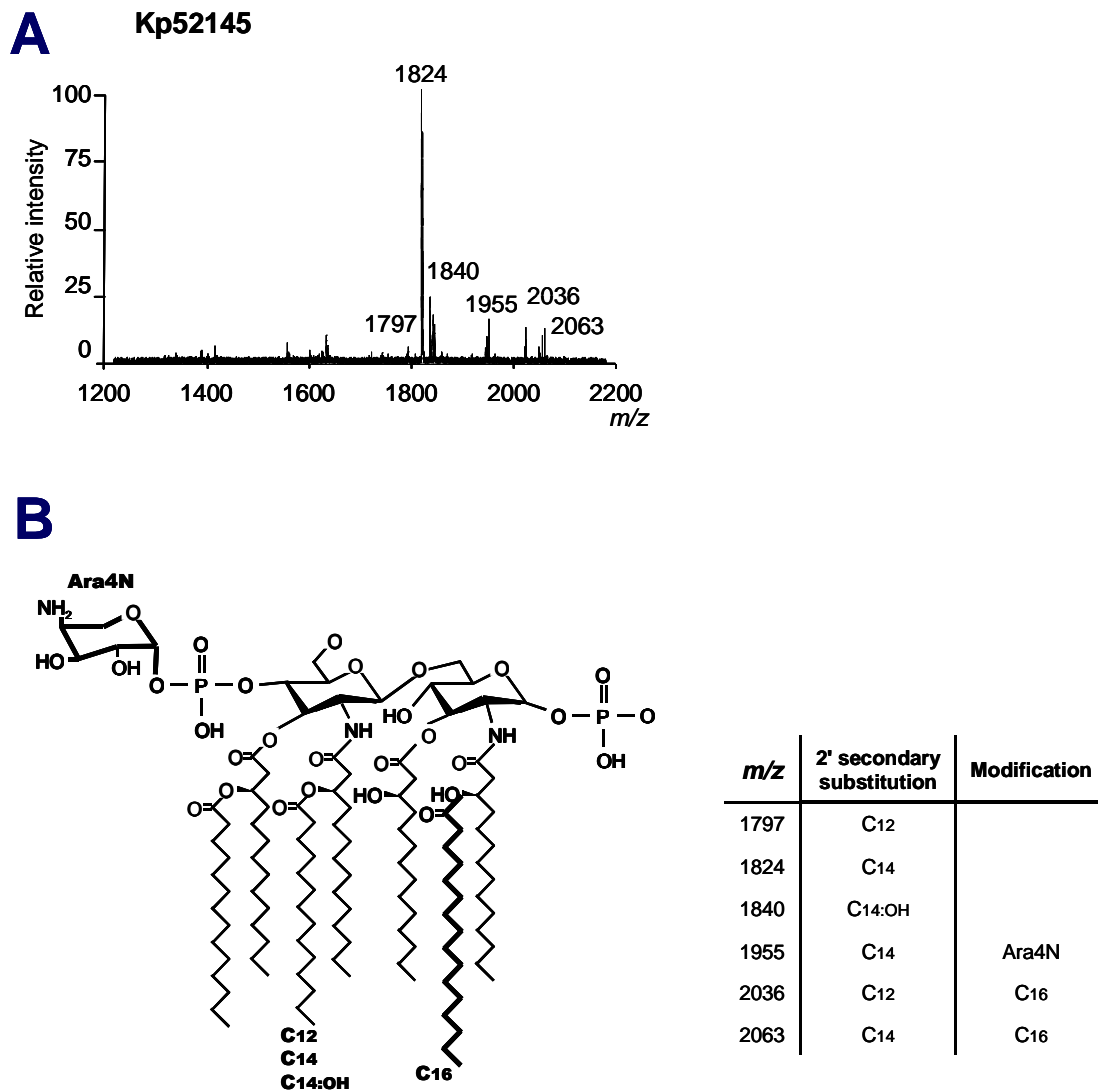 A
Kp52145
1824
100
75
50
25
0
Relative intensity
1840
1797
1955
2036
2063
1200 1400 1600 1800 2000 2200
m/z
B
Ara4N
NH2
O
HO
OH
O
O
P
O
OH
O
O
O
O
HO
O
P
O
O
OH
O
NH
O
NH
O
O
O
O
O
O
O
HO
HO
O
C12
C14
C14:OH
C16
m/z 2' secondary substitution Modification
1797 C12
1824 C14
1840 C14:OH
1955 C14 Ara4N
2036 C12 C16
2063 C14 C16